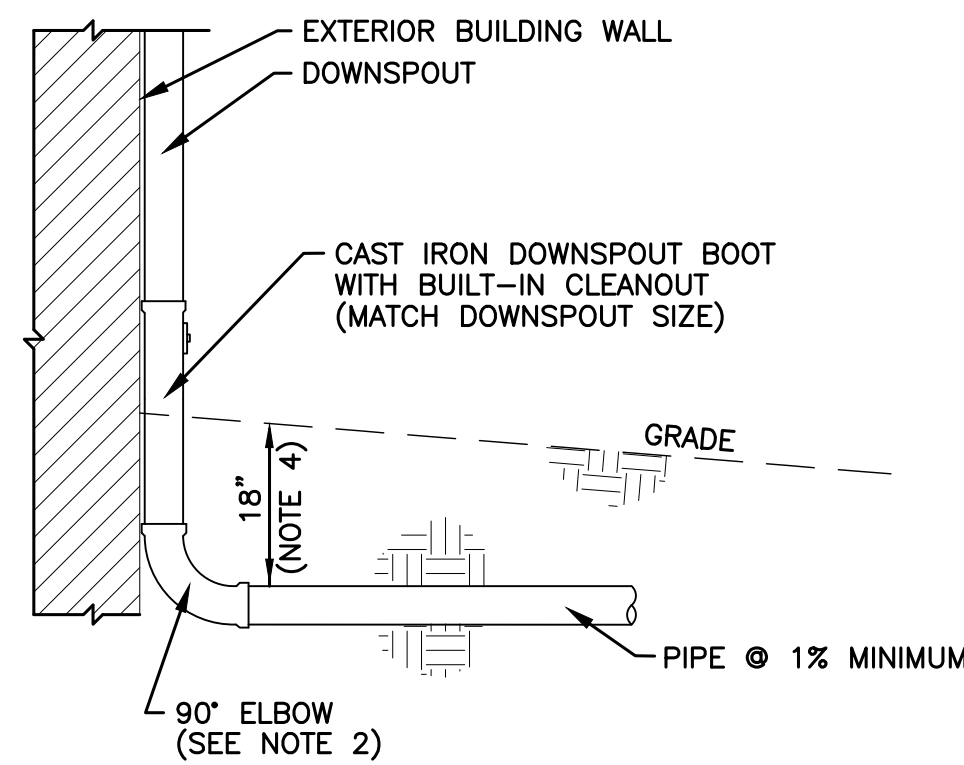 EXTERIOR BUILDING WALL
DOWNSPOUT
CAST IRON DOWNSPOUT BOOT
WITH BUILT-IN CLEANOUT
(MATCH DOWNSPOUT SIZE)
GRADE
18"
(NOTE 4)
PIPE @ 1% MINIMUM
90° ELBOW
(SEE NOTE 2)